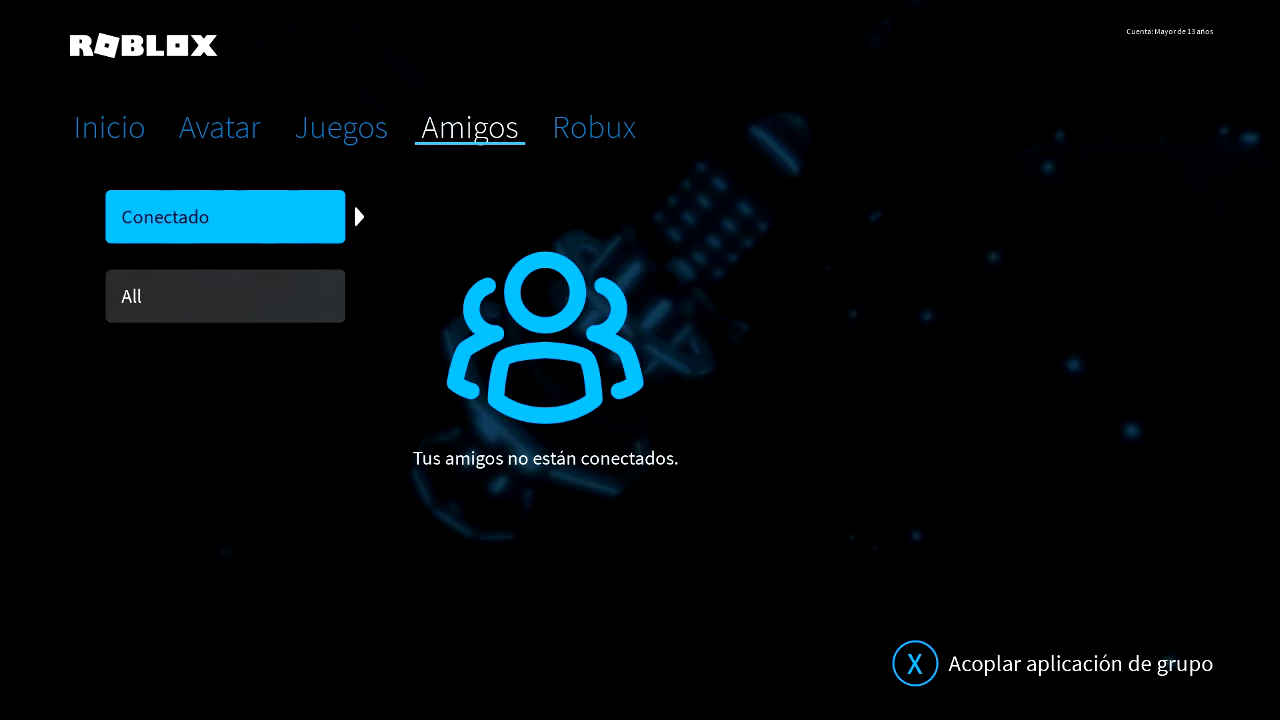 ROBLOX
Cuenta: Mayor de 13 años
Inicio Avatar Juegos Amigos Robux
Conectado
All
Tus amigos no están conectados.
X Acoplar aplicación de grupo